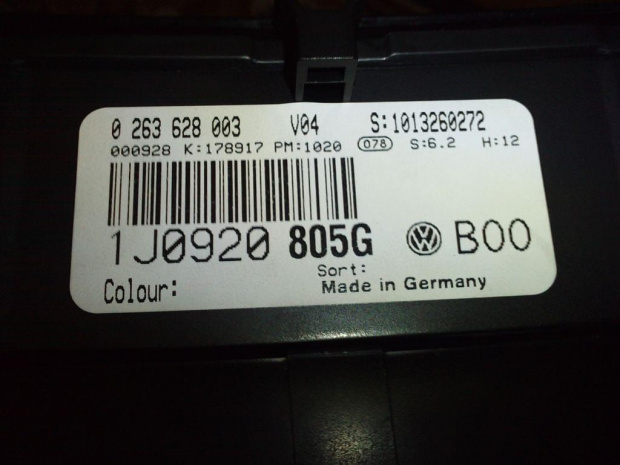 0 263 628 003 V04 S:1013260272
000928 K:178917 PM:1020 078 S:6.2 H:12
1J0920 805G VW B00
Sort:
Colour: Made in Germany